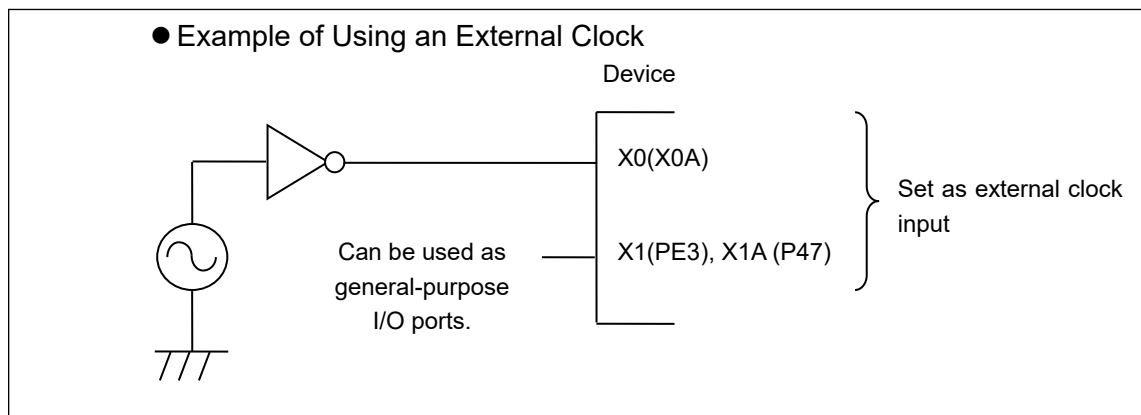 ● Example of Using an External Clock
Device
X0(X0A)
Set as external clock
input
Can be used as
general-purpose
I/O ports.
X1(PE3), X1A (P47)